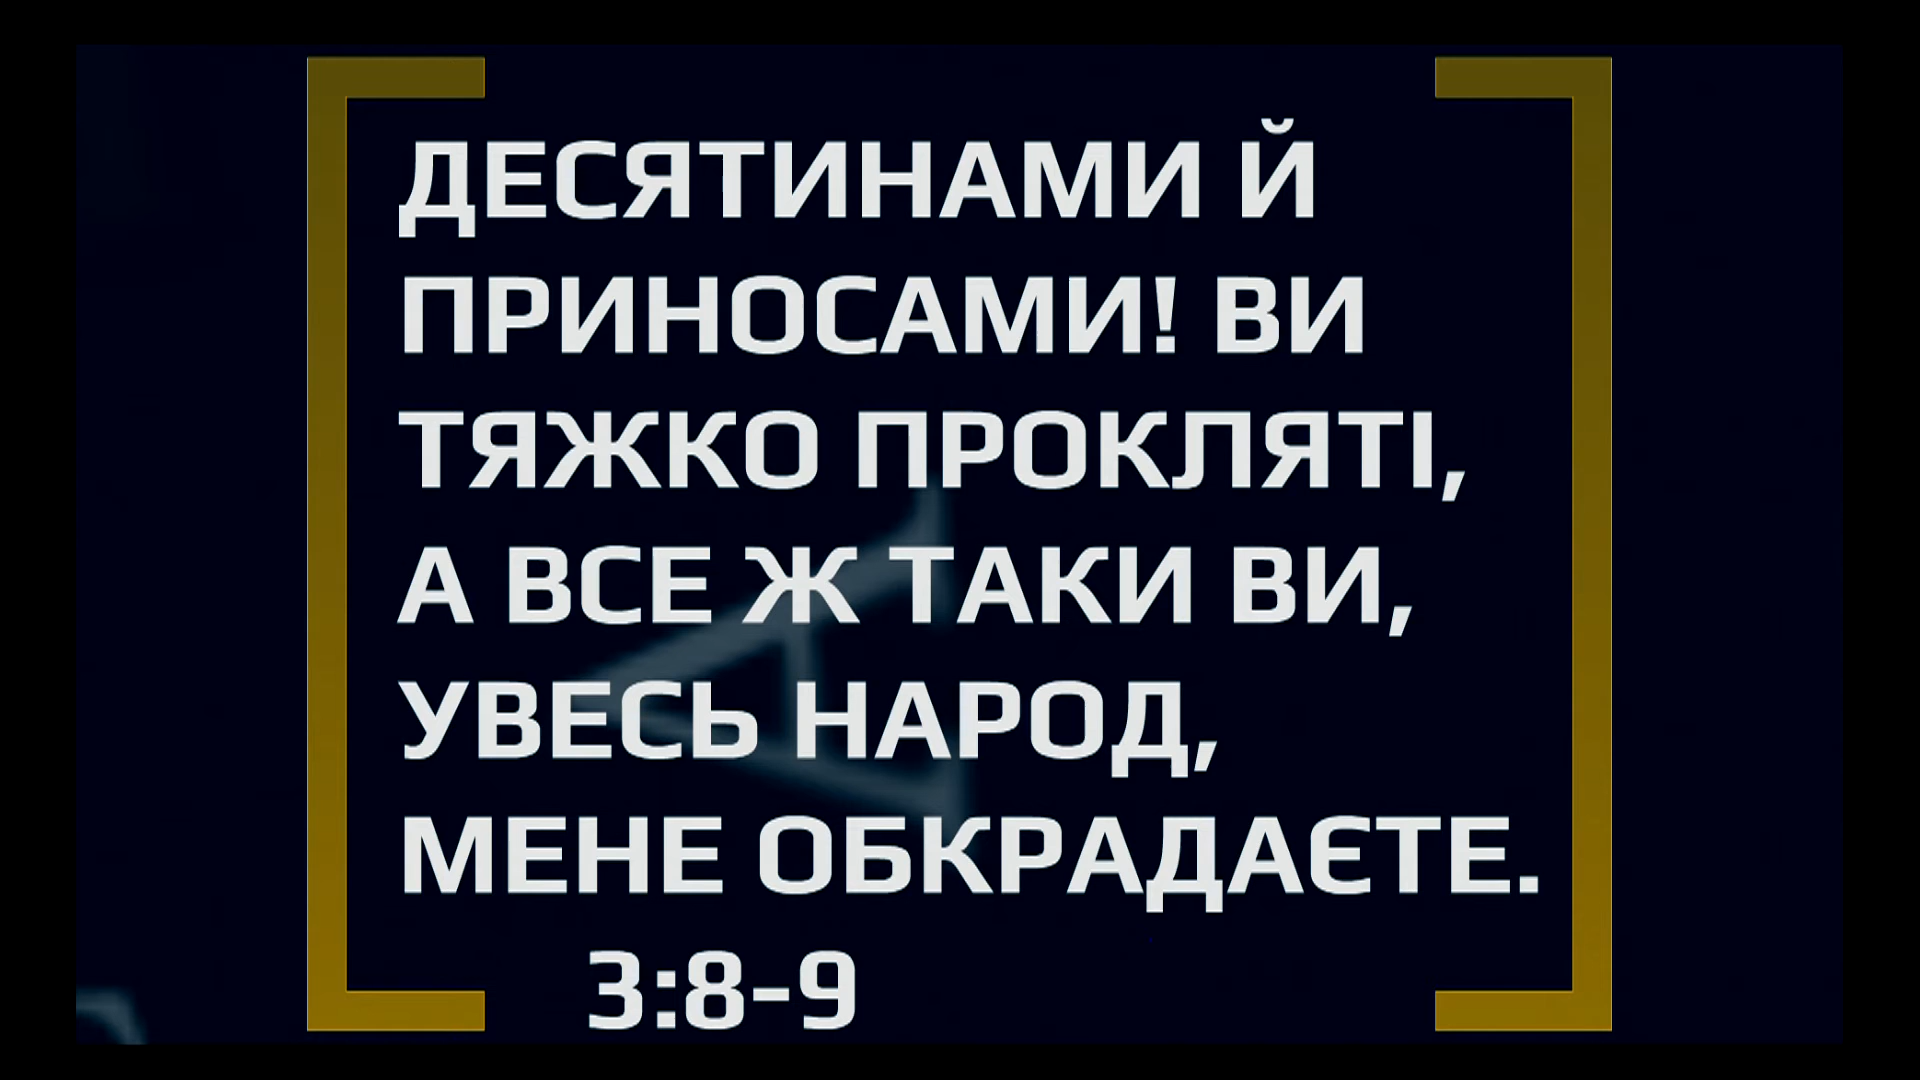 ДЕСЯТИНАМИ Й
ПРИНОСАМИ! ВИ
ТЯЖКО ПРОКЛЯТІ,
А ВСЕ Ж ТАКИ ВИ,
УВЕСЬ НАРОД,
МЕНЕ ОБКРАДАЄТЕ.
3:8-9